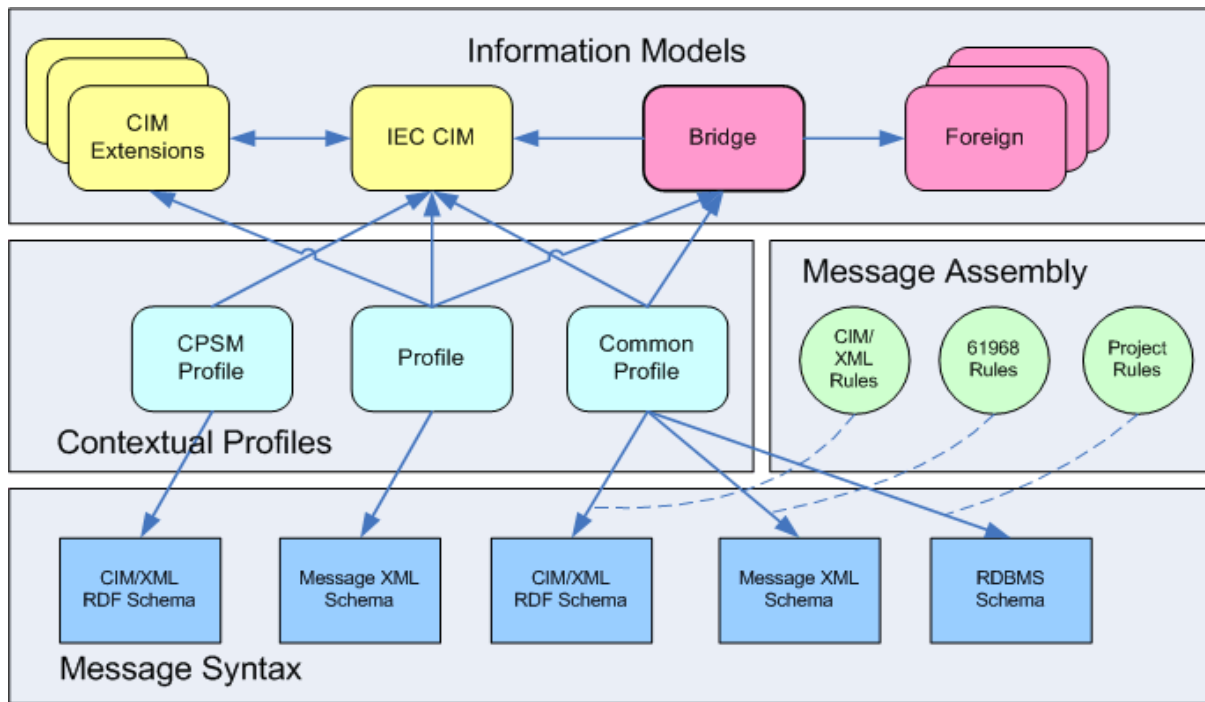 Information Models
CIM
Extensions
IEC CIM
Bridge
Foreign
Message Assembly
CPSM
Profile
Profile
Common
Profile
CIM/
XML
Rules
61968
Rules
Project
Rules
Contextual Profiles
CIM/XML
RDF Schema
Message XML
Schema
CIM/XML
RDF Schema
Message XML
Schema
RDBMS
Schema
Message Syntax